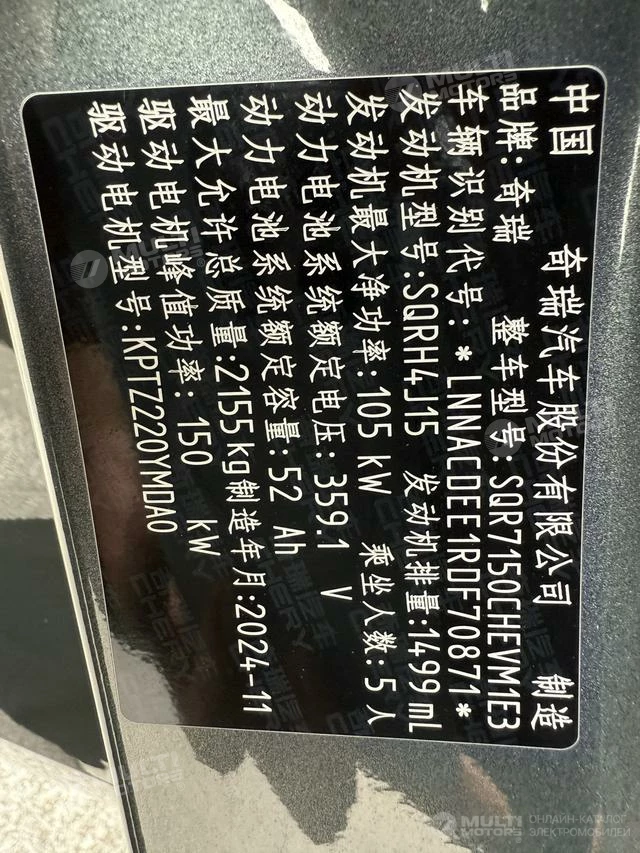 中国 奇瑞汽车股份有限公司 制造
品牌:奇瑞 整车型号:SQR7150CHEVM1E3
车辆识别代号:*LNNACDEE1RDF70871*
发动机型号:SQRH4J15 发动机排量:1499 mL
发动机最大净功率:105 kW 乘坐人数:5人
动力电池系统额定电压:359.1 V
动力电池系统额定容量:52 Ah
最大允许总质量:2155kg 制造年月:2024-11
驱动电机峰值功率:150 kW
驱动电机型号:KPTZ220YMDA0
MULTI MOTORS
ОНЛАЙН-КАТАЛОГ
ЭЛЕКТРОМОБИЛЕЙ